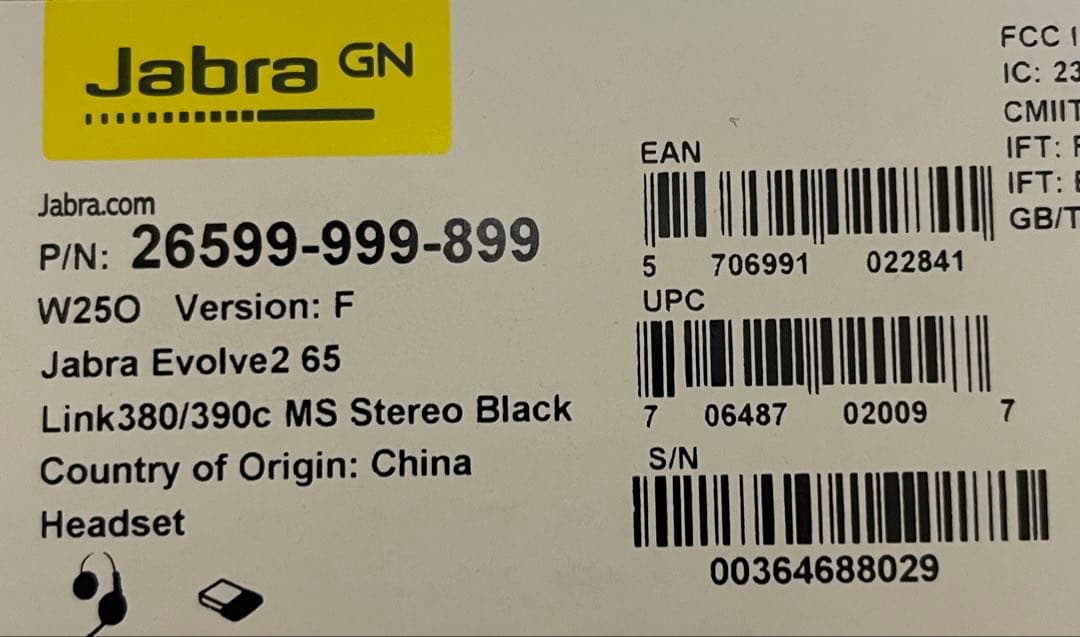 Jabra GN
Jabra.com
P/N: 26599-999-899
W25O Version: F
Jabra Evolve2 65
Link380/390c MS Stereo Black
Country of Origin: China
Headset
EAN
5 706991 022841
UPC
7 06487 02009 7
S/N
00364688029
FCC I
IC: 23
CMIIT
IFT:
IFT:
GB/T